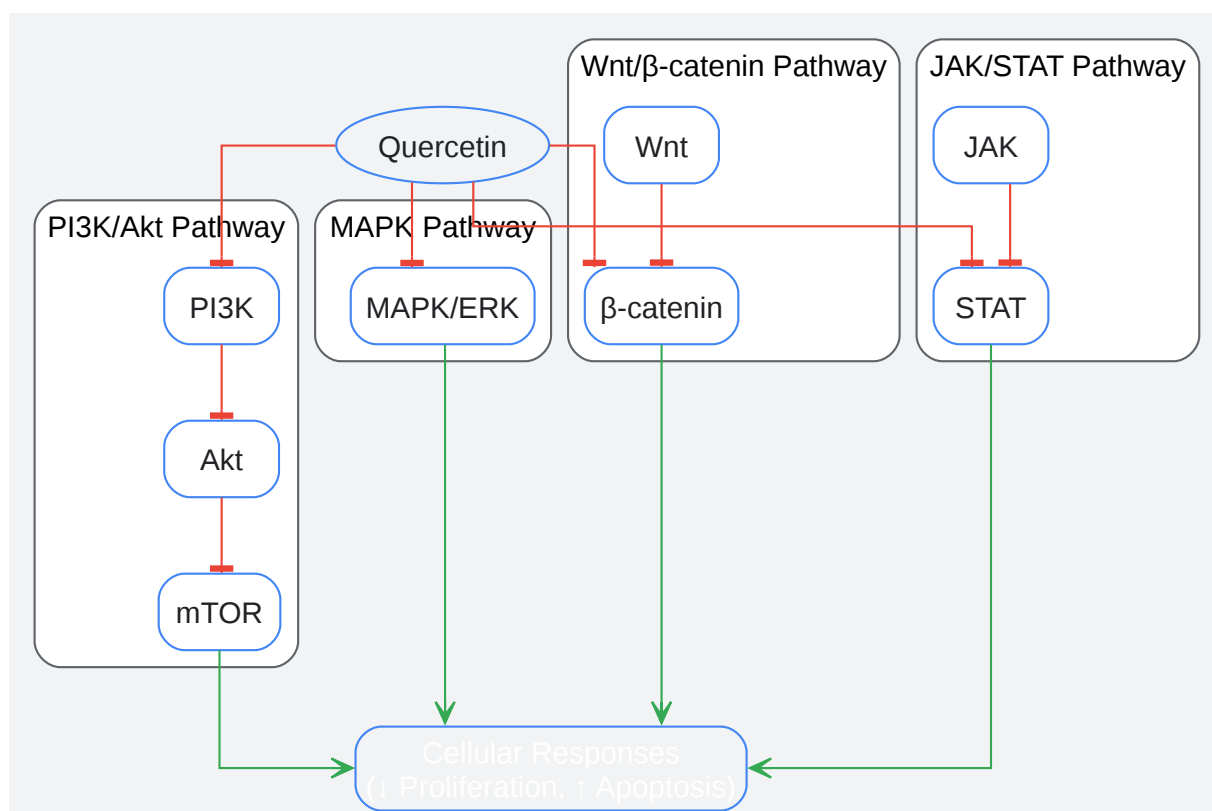 Wnt/β-catenin Pathway
JAK/STAT Pathway
Quercetin
Wnt
JAK
PI3K/Akt Pathway
MAPK Pathway
PI3K
MAPK/ERK
β-catenin
STAT
Akt
mTOR
Cellular Responses
(↓ Proliferation, ↑ Apoptosis)